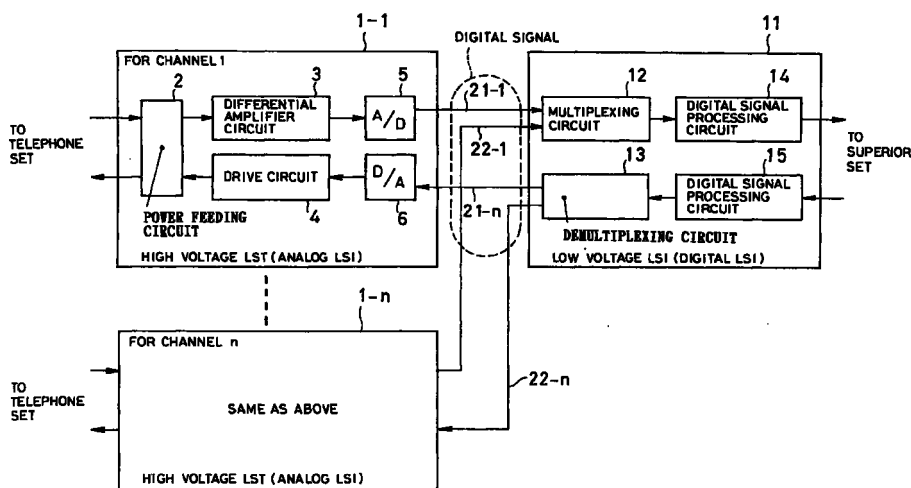 1-1
FOR CHANNEL 1
2
3
DIFFERENTIAL
AMPLIFIER
CIRCUIT
5
A/D
TO
TELEPHONE
SET
DRIVE CIRCUIT
4
D/A
6
POWER FEEDING
CIRCUIT
HIGH VOLTAGE LST (ANALOG LSI)
DIGITAL SIGNAL
21-1
22-1
21-n
11
12
MULTIPLEXING
CIRCUIT
14
DIGITAL SIGNAL
PROCESSING
CIRCUIT
13
15
DIGITAL SIGNAL
PROCESSING
CIRCUIT
TO
SUPERIOR
SET
DEMULTIPLEXING CIRCUIT
LOW VOLTAGE LSI (DIGITAL LSI)
1-n
FOR CHANNEL n
TO
TELEPHONE
SET
SAME AS ABOVE
HIGH VOLTAGE LST (ANALOG LSI)
22-n